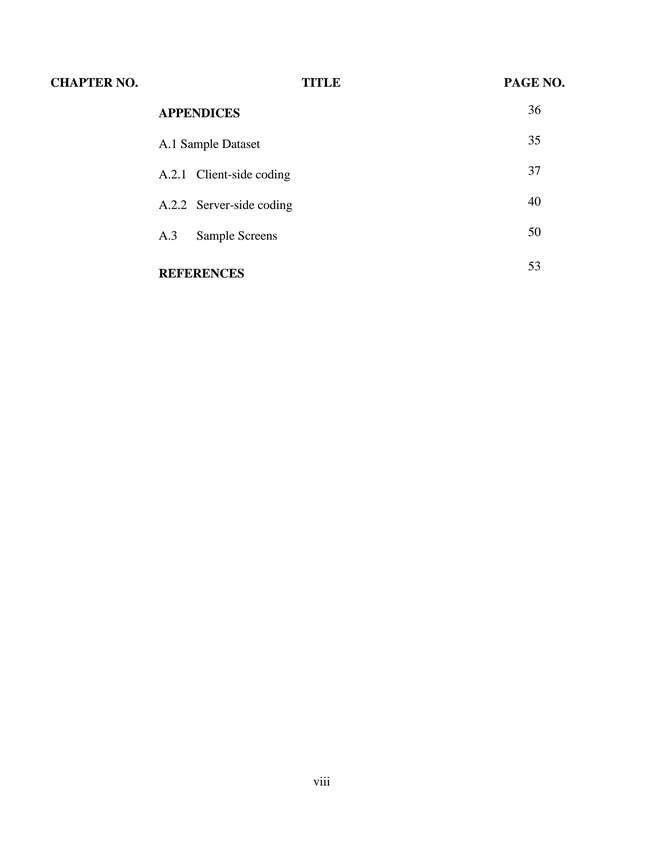 CHAPTER NO. TITLE PAGE NO.
APPENDICES 36
A.1 Sample Dataset 35
A.2.1 Client-side coding 37
A.2.2 Server-side coding 40
A.3 Sample Screens 50
REFERENCES 53
viii